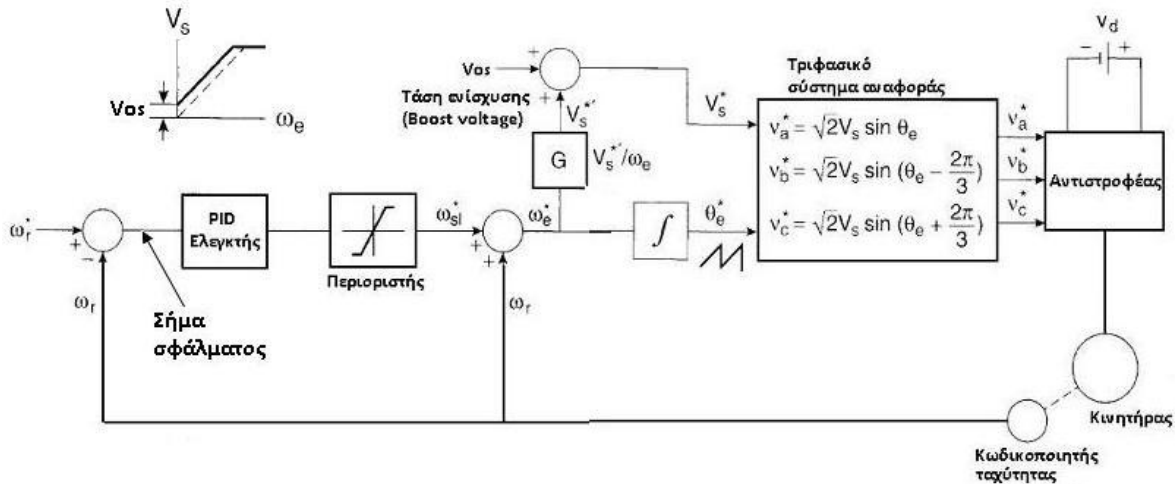 V_s
Vos
ω_e
Vos
Τάση ενίσχυσης
(Boost voltage)
+
+
V_s^*'
G
V_s^*'/ω_e
V_s^*
Τριφασικό
σύστημα αναφοράς
v_a^* = √2V_s sin θ_e
v_b^* = √2V_s sin (θ_e − 2π/3)
v_c^* = √2V_s sin (θ_e + 2π/3)
v_a^*
v_b^*
v_c^*
v_d
− +
Αντιστροφέας
ω_r^*
+
−
PID
Ελεγκτής
Περιοριστής
ω_sl^*
+
+
ω_e^*
∫
θ_e^*
ω_r
Σήμα
σφάλματος
ω_r
Κινητήρας
Κωδικοποιητής
ταχύτητας